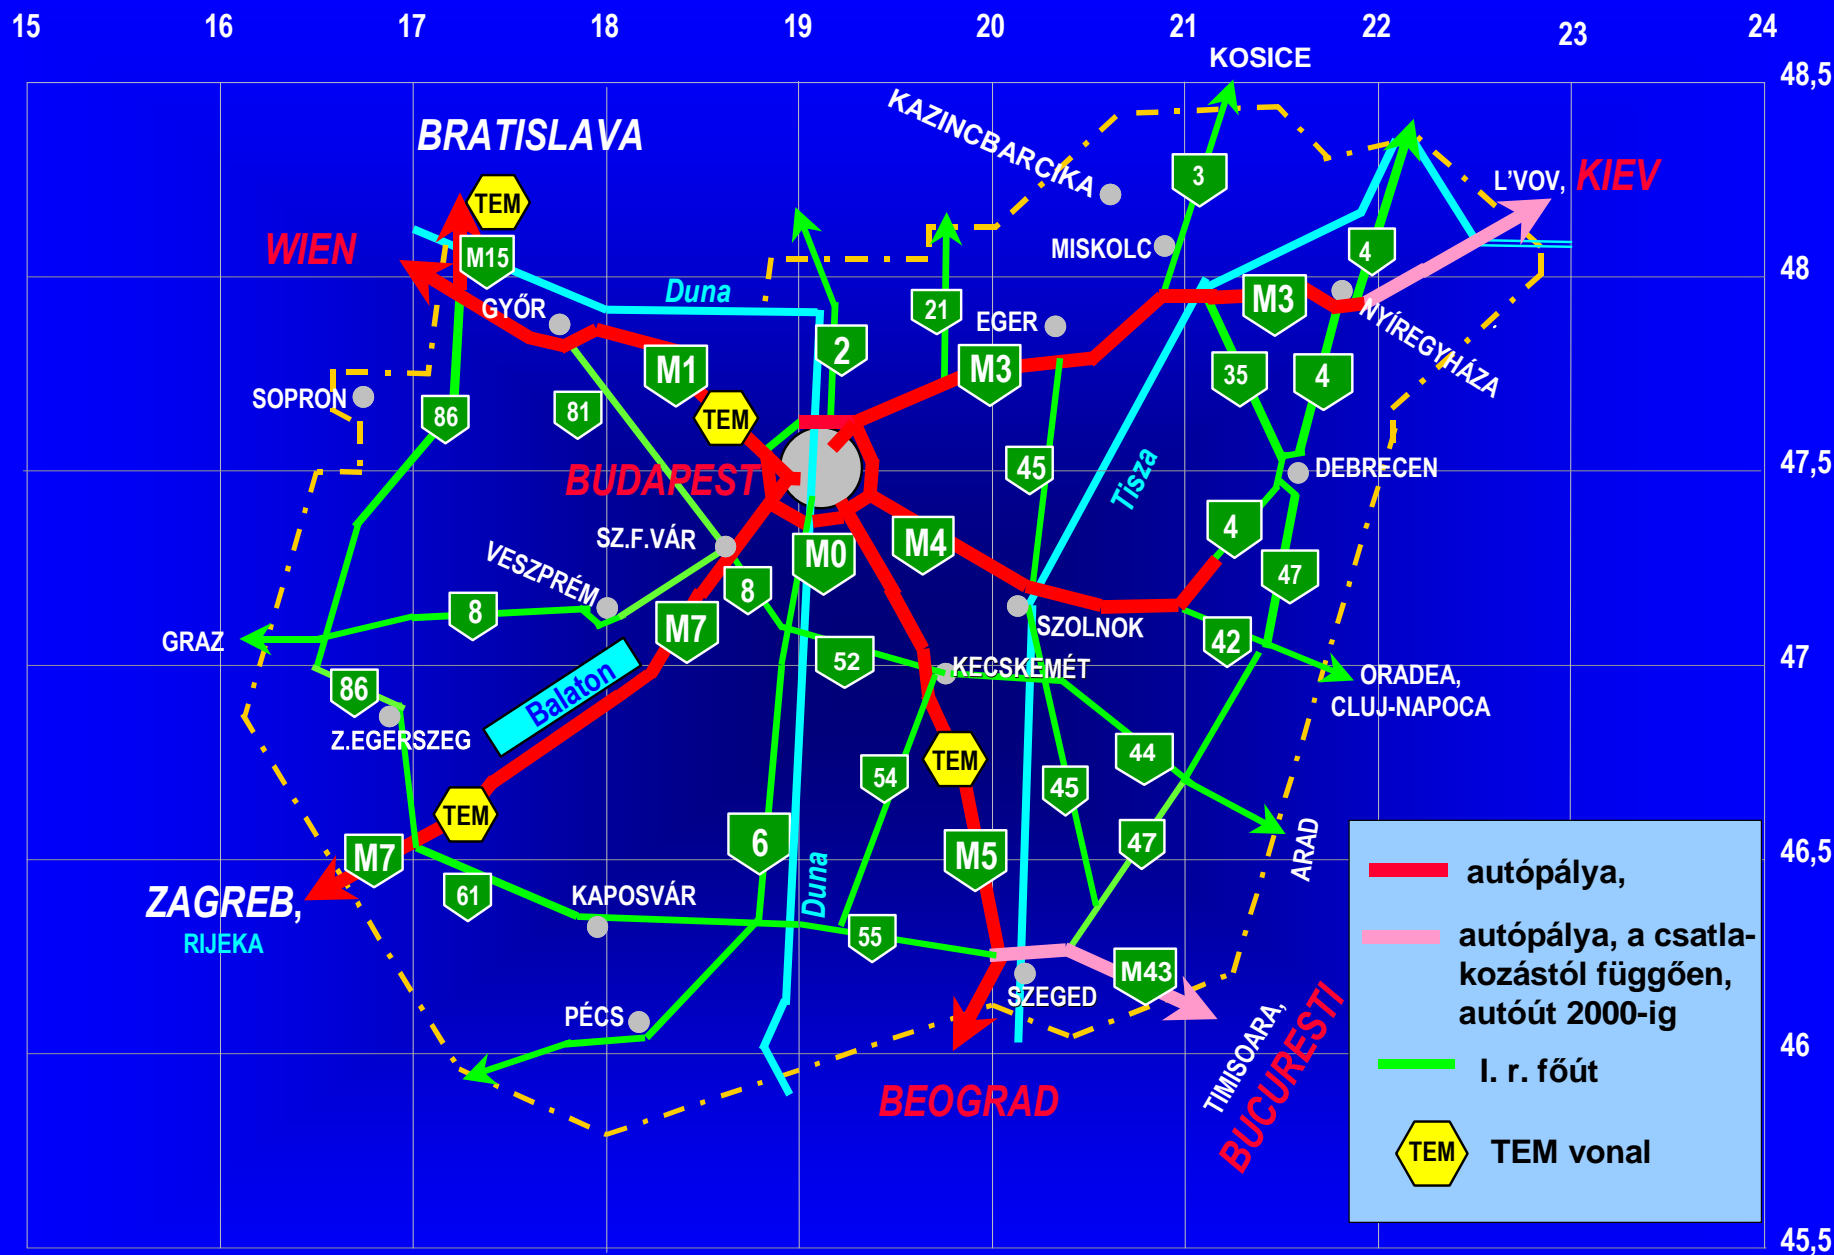 15 16 17 18 19 20 21 22 23 24
KOSICE
48,5
KAZINCBARCIKA
BRATISLAVA
3
L'VOV, KIEV
TEM
WIEN
M15
MISKOLC
4
48
Duna
GYŐR
21
EGER
M3
NYÍREGYHÁZA
2
M1
M3
35
4
SOPRON
86
81
TEM
45
Tisza
DEBRECEN
47,5
BUDAPEST
SZ.F.VÁR
M0
M4
4
VESZPRÉM
8
47
8
M7
SZOLNOK
42
GRAZ
52
KECSKEMÉT
47
ORADEA,
CLUJ-NAPOCA
86
Balaton
Z.EGERSZEG
TEM
44
54
45
TEM
6
M5
47
ARAD
M7
46,5
61
KAPOSVÁR
Duna
ZAGREB,
RIJEKA
55
M43
SZEGED
PÉCS
TIMISOARA,
BUCURESTI
46
BEOGRAD
autópálya,
autópálya, a csatla-
kozástól függően,
autóút 2000-ig
I. r. főút
TEM
TEM vonal
45,5